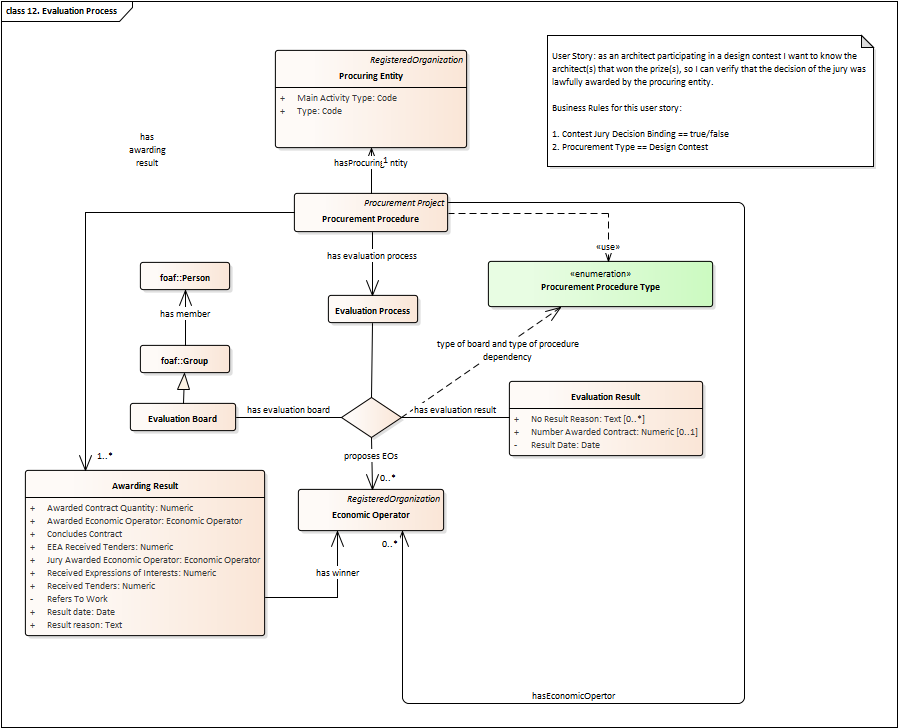 class 12. Evaluation Process
RegisteredOrganization
Procuring Entity
+ Main Activity Type: Code
+ Type: Code
User Story: as an architect participating in a design contest I want to know the
architect(s) that won the prize(s), so I can verify that the decision of the jury was
lawfully awarded by the procuring entity.
Business Rules for this user story:
1. Contest Jury Decision Binding == true/false
2. Procurement Type == Design Contest
has
awarding
result
hasProcuring 1 ntity
Procurement Project
Procurement Procedure
has evaluation process
«use»
«enumeration»
Procurement Procedure Type
foaf::Person
has member
Evaluation Process
foaf::Group
type of board and type of procedure
dependency
Evaluation Board
has evaluation board
has evaluation result
Evaluation Result
+ No Result Reason: Text [0..*]
+ Number Awarded Contract: Numeric [0..1]
- Result Date: Date
proposes EOs
1..*
0..*
RegisteredOrganization
Economic Operator
Awarding Result
+ Awarded Contract Quantity: Numeric
+ Awarded Economic Operator: Economic Operator
+ Concludes Contract
+ EEA Received Tenders: Numeric
+ Jury Awarded Economic Operator: Economic Operator
+ Received Expressions of Interests: Numeric
+ Received Tenders: Numeric
- Refers To Work
+ Result date: Date
+ Result reason: Text
0..*
has winner
hasEconomicOpertor